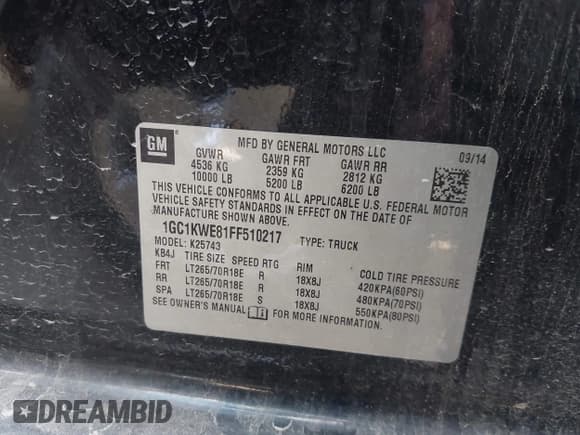 GM
MFD BY GENERAL MOTORS LLC
09/14
GVWR GAWR FRT GAWR RR
4536 KG 2359 KG 2812 KG
10000 LB 5200 LB 6200 LB
THIS VEHICLE CONFORMS TO ALL APPLICABLE U.S. FEDERAL MOTOR
VEHICLE SAFETY STANDARDS IN EFFECT ON THE DATE OF
MANUFACTURE SHOWN ABOVE.
1GC1KWE81FF510217 TYPE: TRUCK
MODEL: K25743
KB4J TIRE SIZE SPEED RTG RIM COLD TIRE PRESSURE
FRT LT265/70R18E R 18X8J 420KPA(60PSI)
RR LT265/70R18E R 18X8J 480KPA(70PSI)
SPA LT265/70R18E S 18X8J 550KPA(80PSI)
SEE OWNER'S MANUAL FOR MORE INFORMATION.
DREAMBID